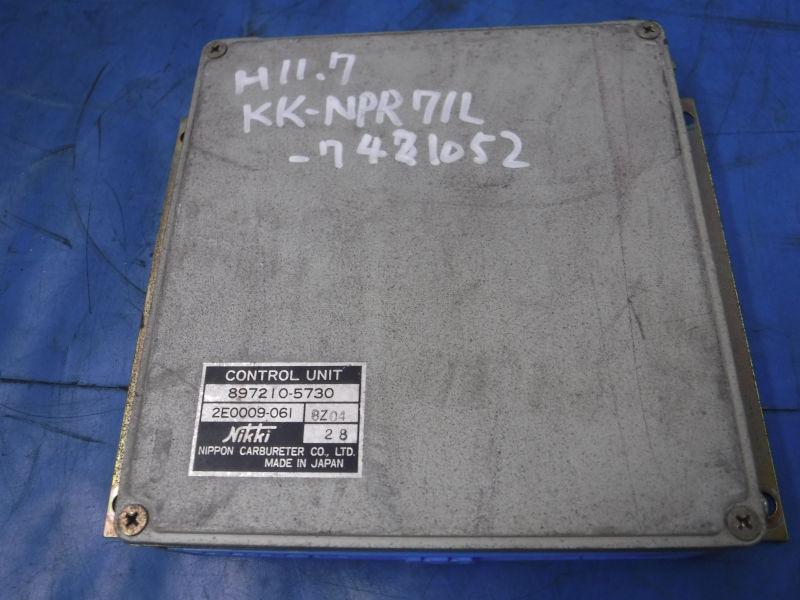 H11.7
KK-NPR71L
-7421052
CONTROL UNIT
897210-5730
2E0009-061 8Z04
Nikki 28
NIPPON CARBURETER CO., LTD.
MADE IN JAPAN